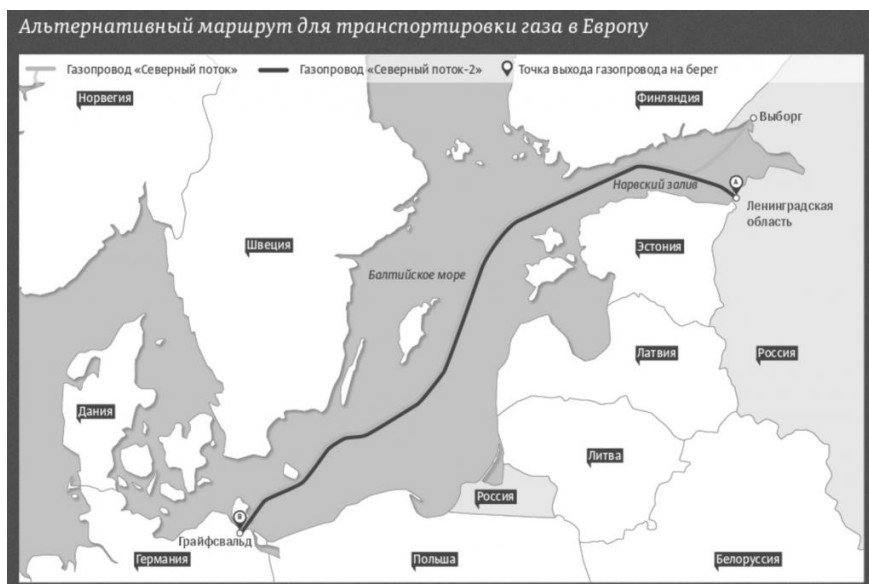 Альтернативный маршрут для транспортировки газа в Европу
Газопровод «Северный поток»
Газопровод «Северный поток-2»
Точка выхода газопровода на берег
Норвегия
Финляндия
Выборг
Нарвский залив
A
Ленинградская
область
Швеция
Эстония
Балтийское море
Латвия
Россия
Дания
Литва
Россия
B
Грайфсвальд
Германия
Польша
Белоруссия